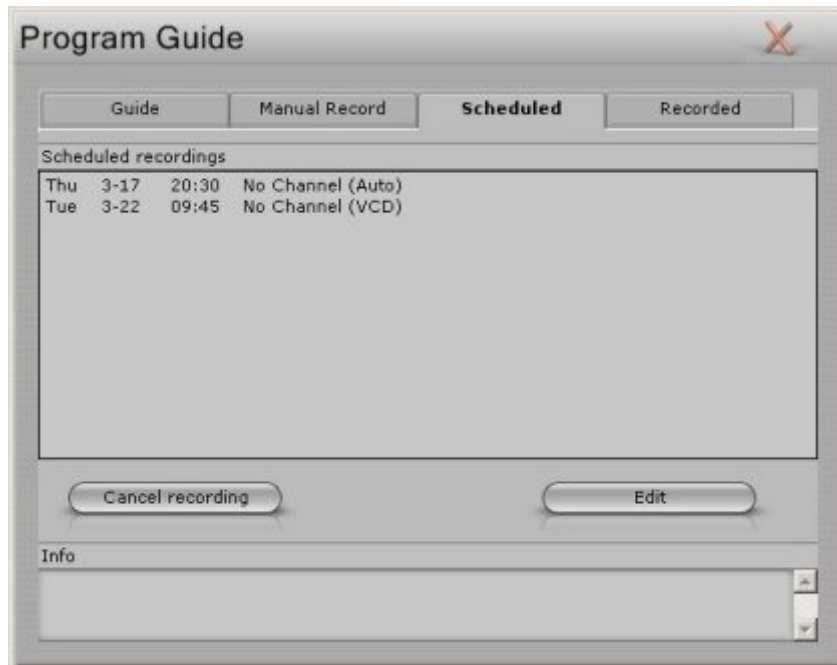 Program Guide
Guide Manual Record Scheduled Recorded
Scheduled recordings
Thu 3-17 20:30 No Channel (Auto)
Tue 3-22 09:45 No Channel (VCD)
Cancel recording Edit
Info